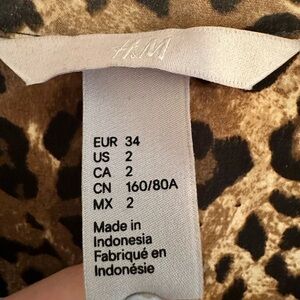 H&M
EUR 34
US 2
CA 2
CN 160/80A
MX 2
Made in
Indonesia
Fabriqué en
Indonésie